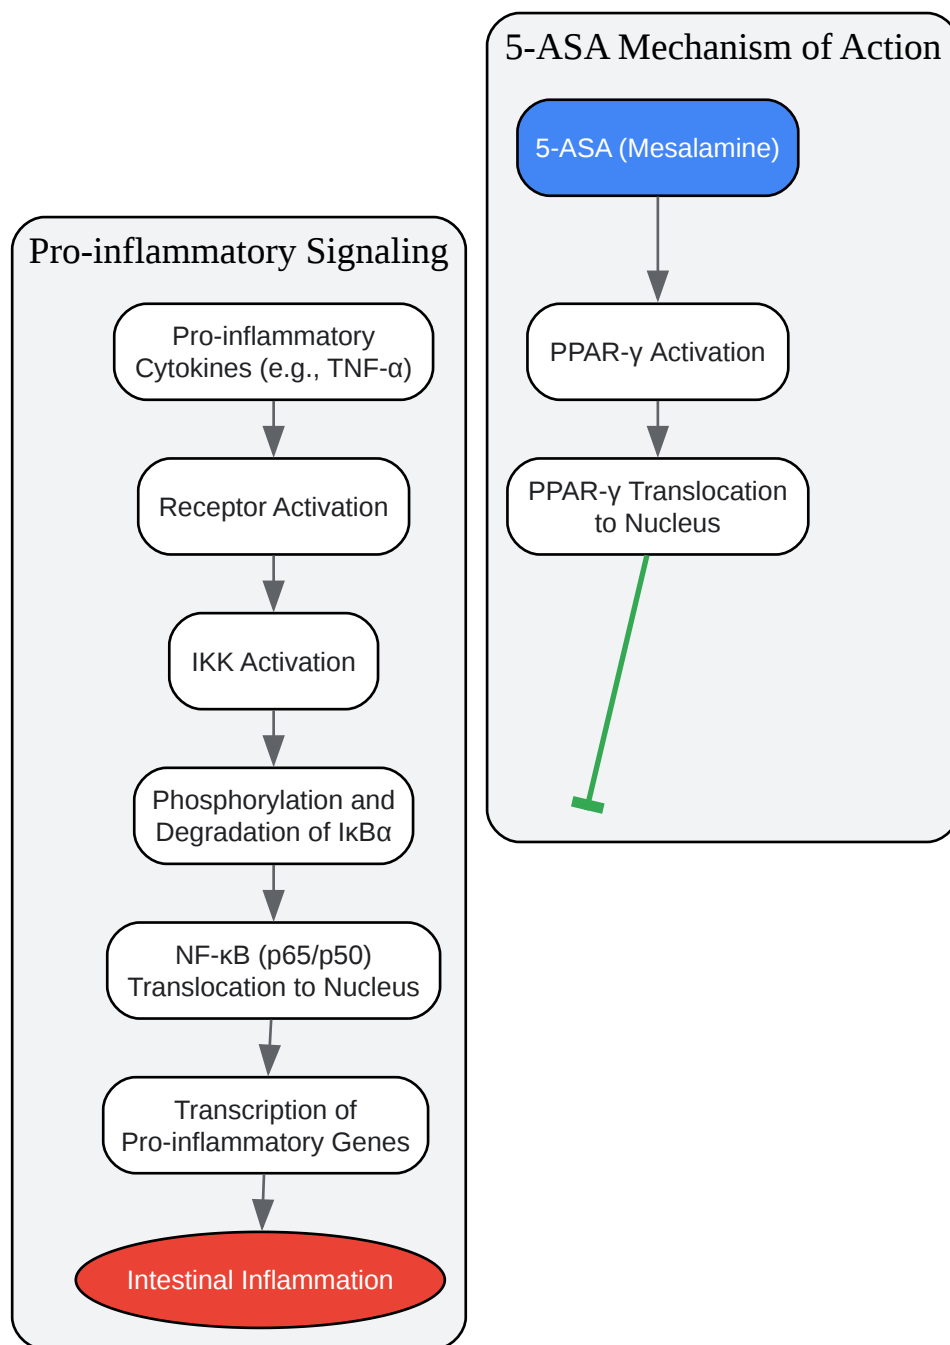 5-ASA Mechanism of Action
5-ASA (Mesalamine)
PPAR-γ Activation
PPAR-γ Translocation
to Nucleus
Pro-inflammatory Signaling
Pro-inflammatory
Cytokines (e.g., TNF-α)
Receptor Activation
IKK Activation
Phosphorylation and
Degradation of IκBα
NF-κB (p65/p50)
Translocation to Nucleus
Transcription of
Pro-inflammatory Genes
Intestinal Inflammation